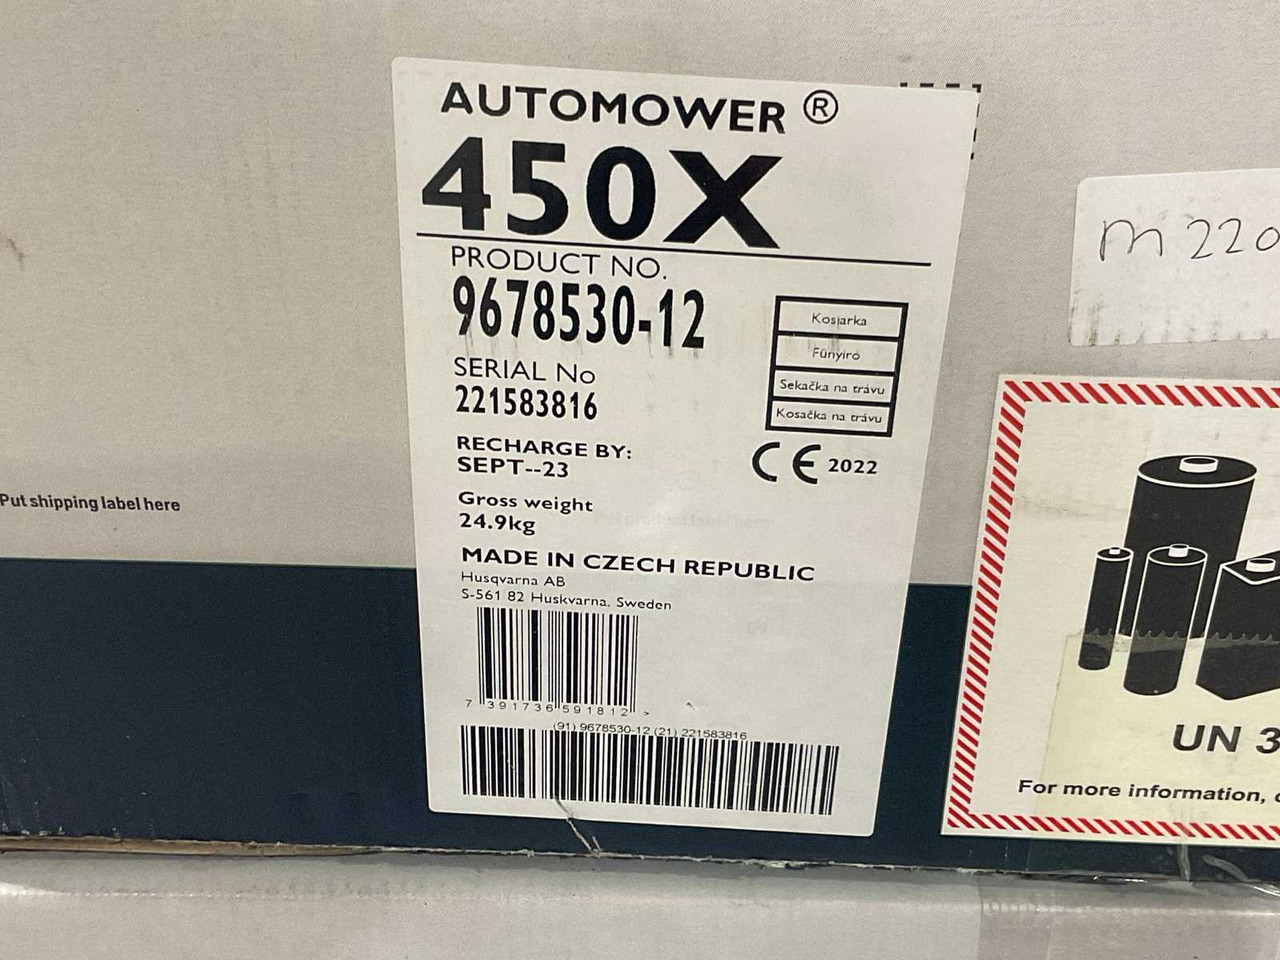 AUTOMOWER ®
450X
PRODUCT NO.
9678530-12
SERIAL No
221583816
RECHARGE BY:
SEPT--23
Gross weight
24.9kg
MADE IN CZECH REPUBLIC
Husqvarna AB
S-561 82 Huskvarna, Sweden
7 391736 591812 >
(91) 9678530-12 (21) 221583816
Kosiarka
Fűnyíró
Sekačka na trávu
Kosačka na trávu
CE 2022
Put shipping label here
m 220
UN 3
For more information,